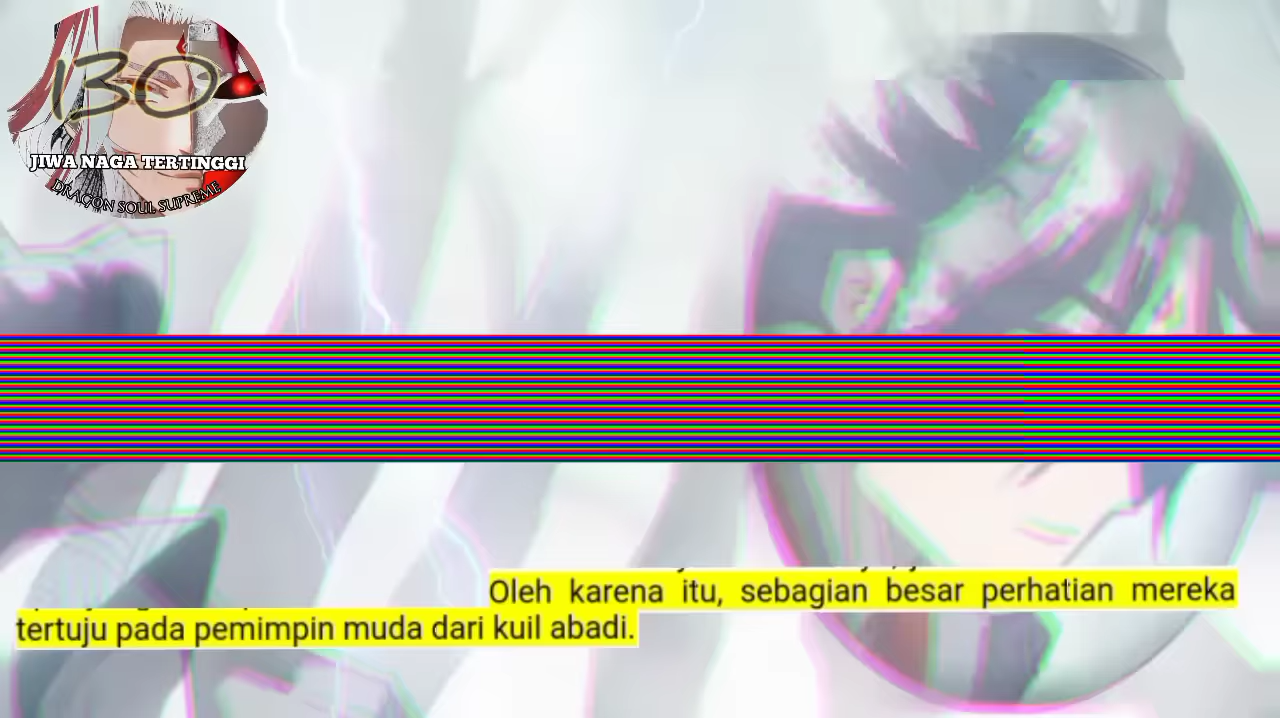 130
JIWA NAGA TERTINGGI
DRAGON SOUL SUPREME
Oleh karena itu, sebagian besar perhatian mereka
tertuju pada pemimpin muda dari kuil abadi.